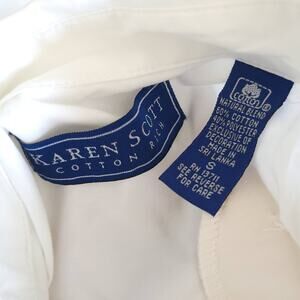 KAREN SCOTT
COTTON RICH
cotton
NATURAL BLEND
60% COTTON
40% POLYESTER
EXCLUSIVE OF
DECORATION
MADE IN
SRI LANKA
S
RN 13711
SEE REVERSE
FOR CARE